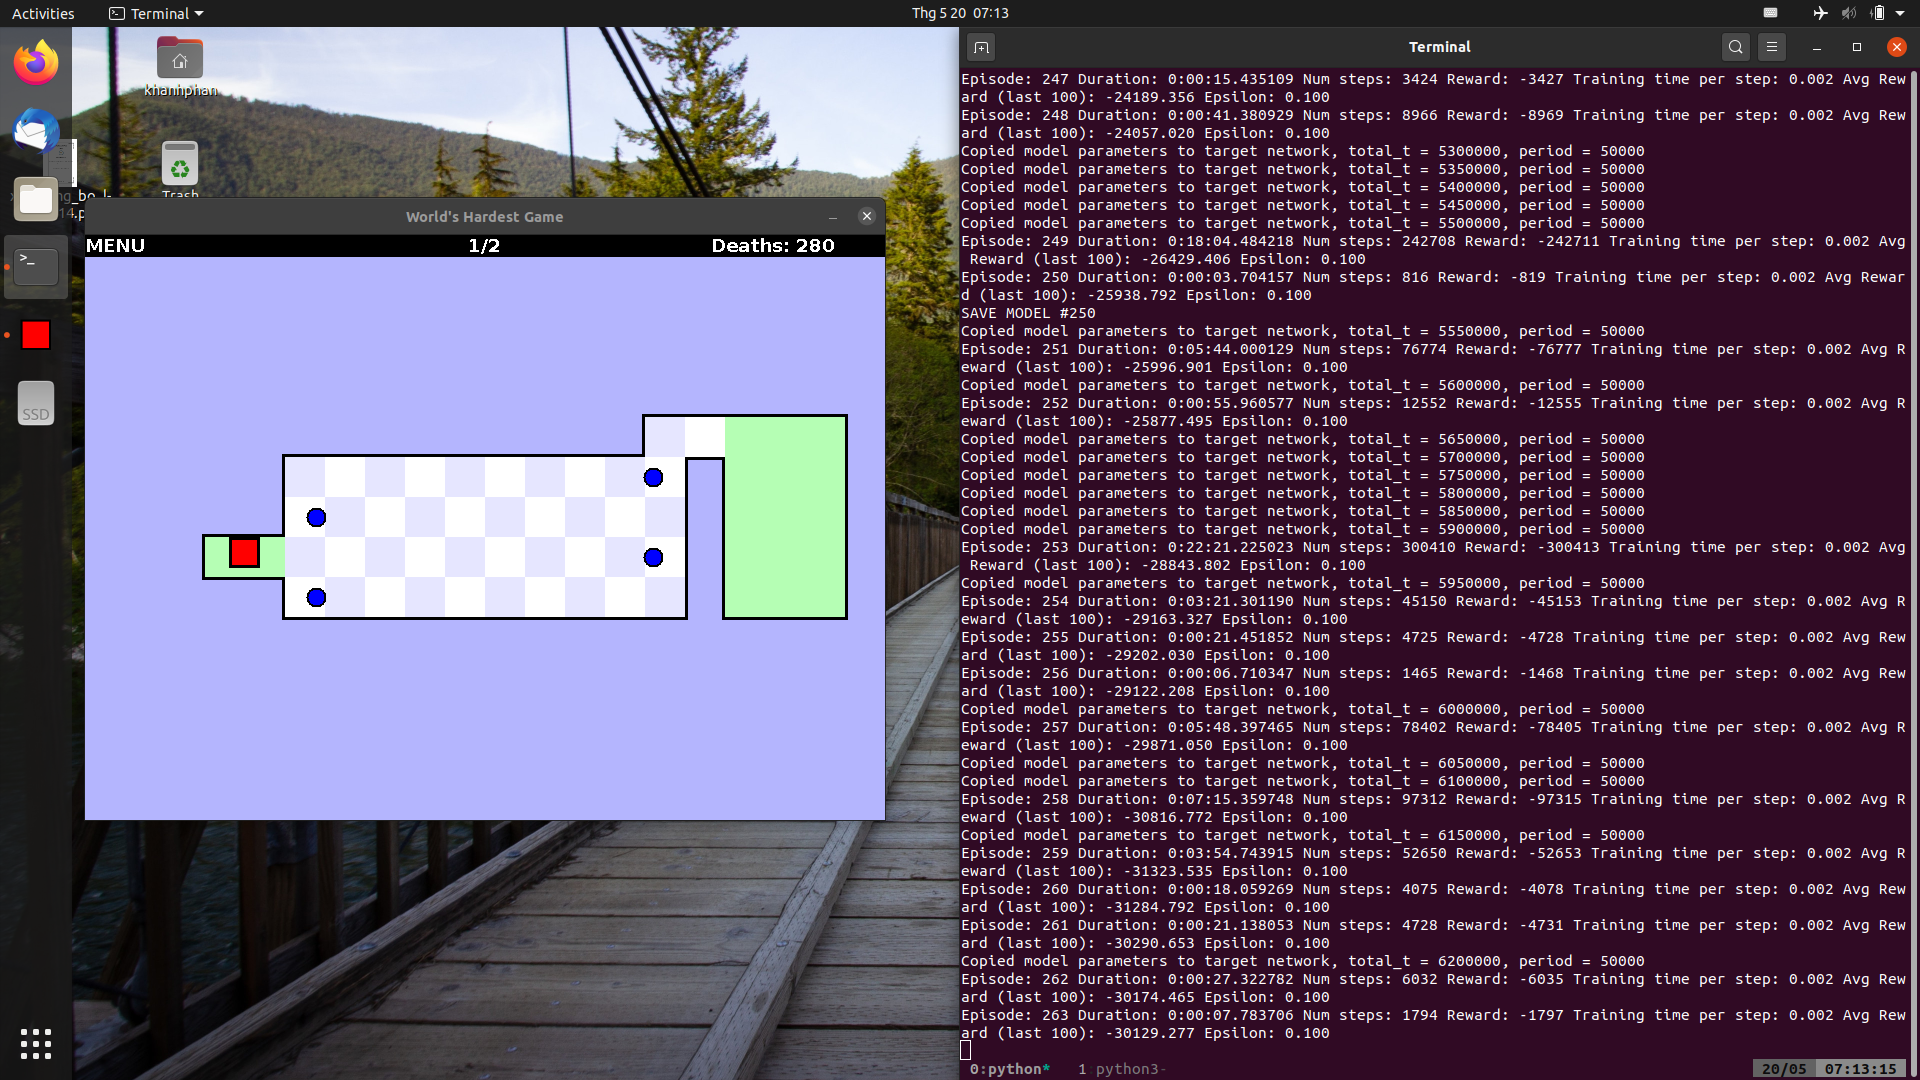 Activities
Terminal
Thg 5 20 07:13
khanhphan
Trash
SSD
World's Hardest Game
MENU
1/2
Deaths: 280
Terminal
Episode: 247 Duration: 0:00:15.435109 Num steps: 3424 Reward: -3427 Training time per step: 0.002 Avg Rew
ard (last 100): -24189.356 Epsilon: 0.100
Episode: 248 Duration: 0:00:41.380929 Num steps: 8966 Reward: -8969 Training time per step: 0.002 Avg Rew
ard (last 100): -24057.020 Epsilon: 0.100
Copied model parameters to target network, total_t = 5300000, period = 50000
Copied model parameters to target network, total_t = 5350000, period = 50000
Copied model parameters to target network, total_t = 5400000, period = 50000
Copied model parameters to target network, total_t = 5450000, period = 50000
Copied model parameters to target network, total_t = 5500000, period = 50000
Episode: 249 Duration: 0:18:04.484218 Num steps: 242708 Reward: -242711 Training time per step: 0.002 Avg
Reward (last 100): -26429.406 Epsilon: 0.100
Episode: 250 Duration: 0:00:03.704157 Num steps: 816 Reward: -819 Training time per step: 0.002 Avg Rewar
d (last 100): -25938.792 Epsilon: 0.100
SAVE MODEL #250
Copied model parameters to target network, total_t = 5550000, period = 50000
Episode: 251 Duration: 0:05:44.000129 Num steps: 76774 Reward: -76777 Training time per step: 0.002 Avg R
eward (last 100): -25996.901 Epsilon: 0.100
Copied model parameters to target network, total_t = 5600000, period = 50000
Episode: 252 Duration: 0:00:55.960577 Num steps: 12552 Reward: -12555 Training time per step: 0.002 Avg R
eward (last 100): -25877.495 Epsilon: 0.100
Copied model parameters to target network, total_t = 5650000, period = 50000
Copied model parameters to target network, total_t = 5700000, period = 50000
Copied model parameters to target network, total_t = 5750000, period = 50000
Copied model parameters to target network, total_t = 5800000, period = 50000
Copied model parameters to target network, total_t = 5850000, period = 50000
Copied model parameters to target network, total_t = 5900000, period = 50000
Episode: 253 Duration: 0:22:21.225023 Num steps: 300410 Reward: -300413 Training time per step: 0.002 Avg
Reward (last 100): -28843.802 Epsilon: 0.100
Copied model parameters to target network, total_t = 5950000, period = 50000
Episode: 254 Duration: 0:03:21.301190 Num steps: 45150 Reward: -45153 Training time per step: 0.002 Avg R
eward (last 100): -29163.327 Epsilon: 0.100
Episode: 255 Duration: 0:00:21.451852 Num steps: 4725 Reward: -4728 Training time per step: 0.002 Avg Rew
ard (last 100): -29202.030 Epsilon: 0.100
Episode: 256 Duration: 0:00:06.710347 Num steps: 1465 Reward: -1468 Training time per step: 0.002 Avg Rew
ard (last 100): -29122.208 Epsilon: 0.100
Copied model parameters to target network, total_t = 6000000, period = 50000
Episode: 257 Duration: 0:05:48.397465 Num steps: 78402 Reward: -78405 Training time per step: 0.002 Avg R
eward (last 100): -29871.050 Epsilon: 0.100
Copied model parameters to target network, total_t = 6050000, period = 50000
Copied model parameters to target network, total_t = 6100000, period = 50000
Episode: 258 Duration: 0:07:15.359748 Num steps: 97312 Reward: -97315 Training time per step: 0.002 Avg R
eward (last 100): -30816.772 Epsilon: 0.100
Copied model parameters to target network, total_t = 6150000, period = 50000
Episode: 259 Duration: 0:03:54.743915 Num steps: 52650 Reward: -52653 Training time per step: 0.002 Avg R
eward (last 100): -31323.535 Epsilon: 0.100
Episode: 260 Duration: 0:00:18.059269 Num steps: 4075 Reward: -4078 Training time per step: 0.002 Avg Rew
ard (last 100): -31284.792 Epsilon: 0.100
Episode: 261 Duration: 0:00:21.138053 Num steps: 4728 Reward: -4731 Training time per step: 0.002 Avg Rew
ard (last 100): -30290.653 Epsilon: 0.100
Copied model parameters to target network, total_t = 6200000, period = 50000
Episode: 262 Duration: 0:00:27.322782 Num steps: 6032 Reward: -6035 Training time per step: 0.002 Avg Rew
ard (last 100): -30174.465 Epsilon: 0.100
Episode: 263 Duration: 0:00:07.783706 Num steps: 1794 Reward: -1797 Training time per step: 0.002 Avg Rew
ard (last 100): -30129.277 Epsilon: 0.100
0:python* 1 python3- 20/05 07:13:15